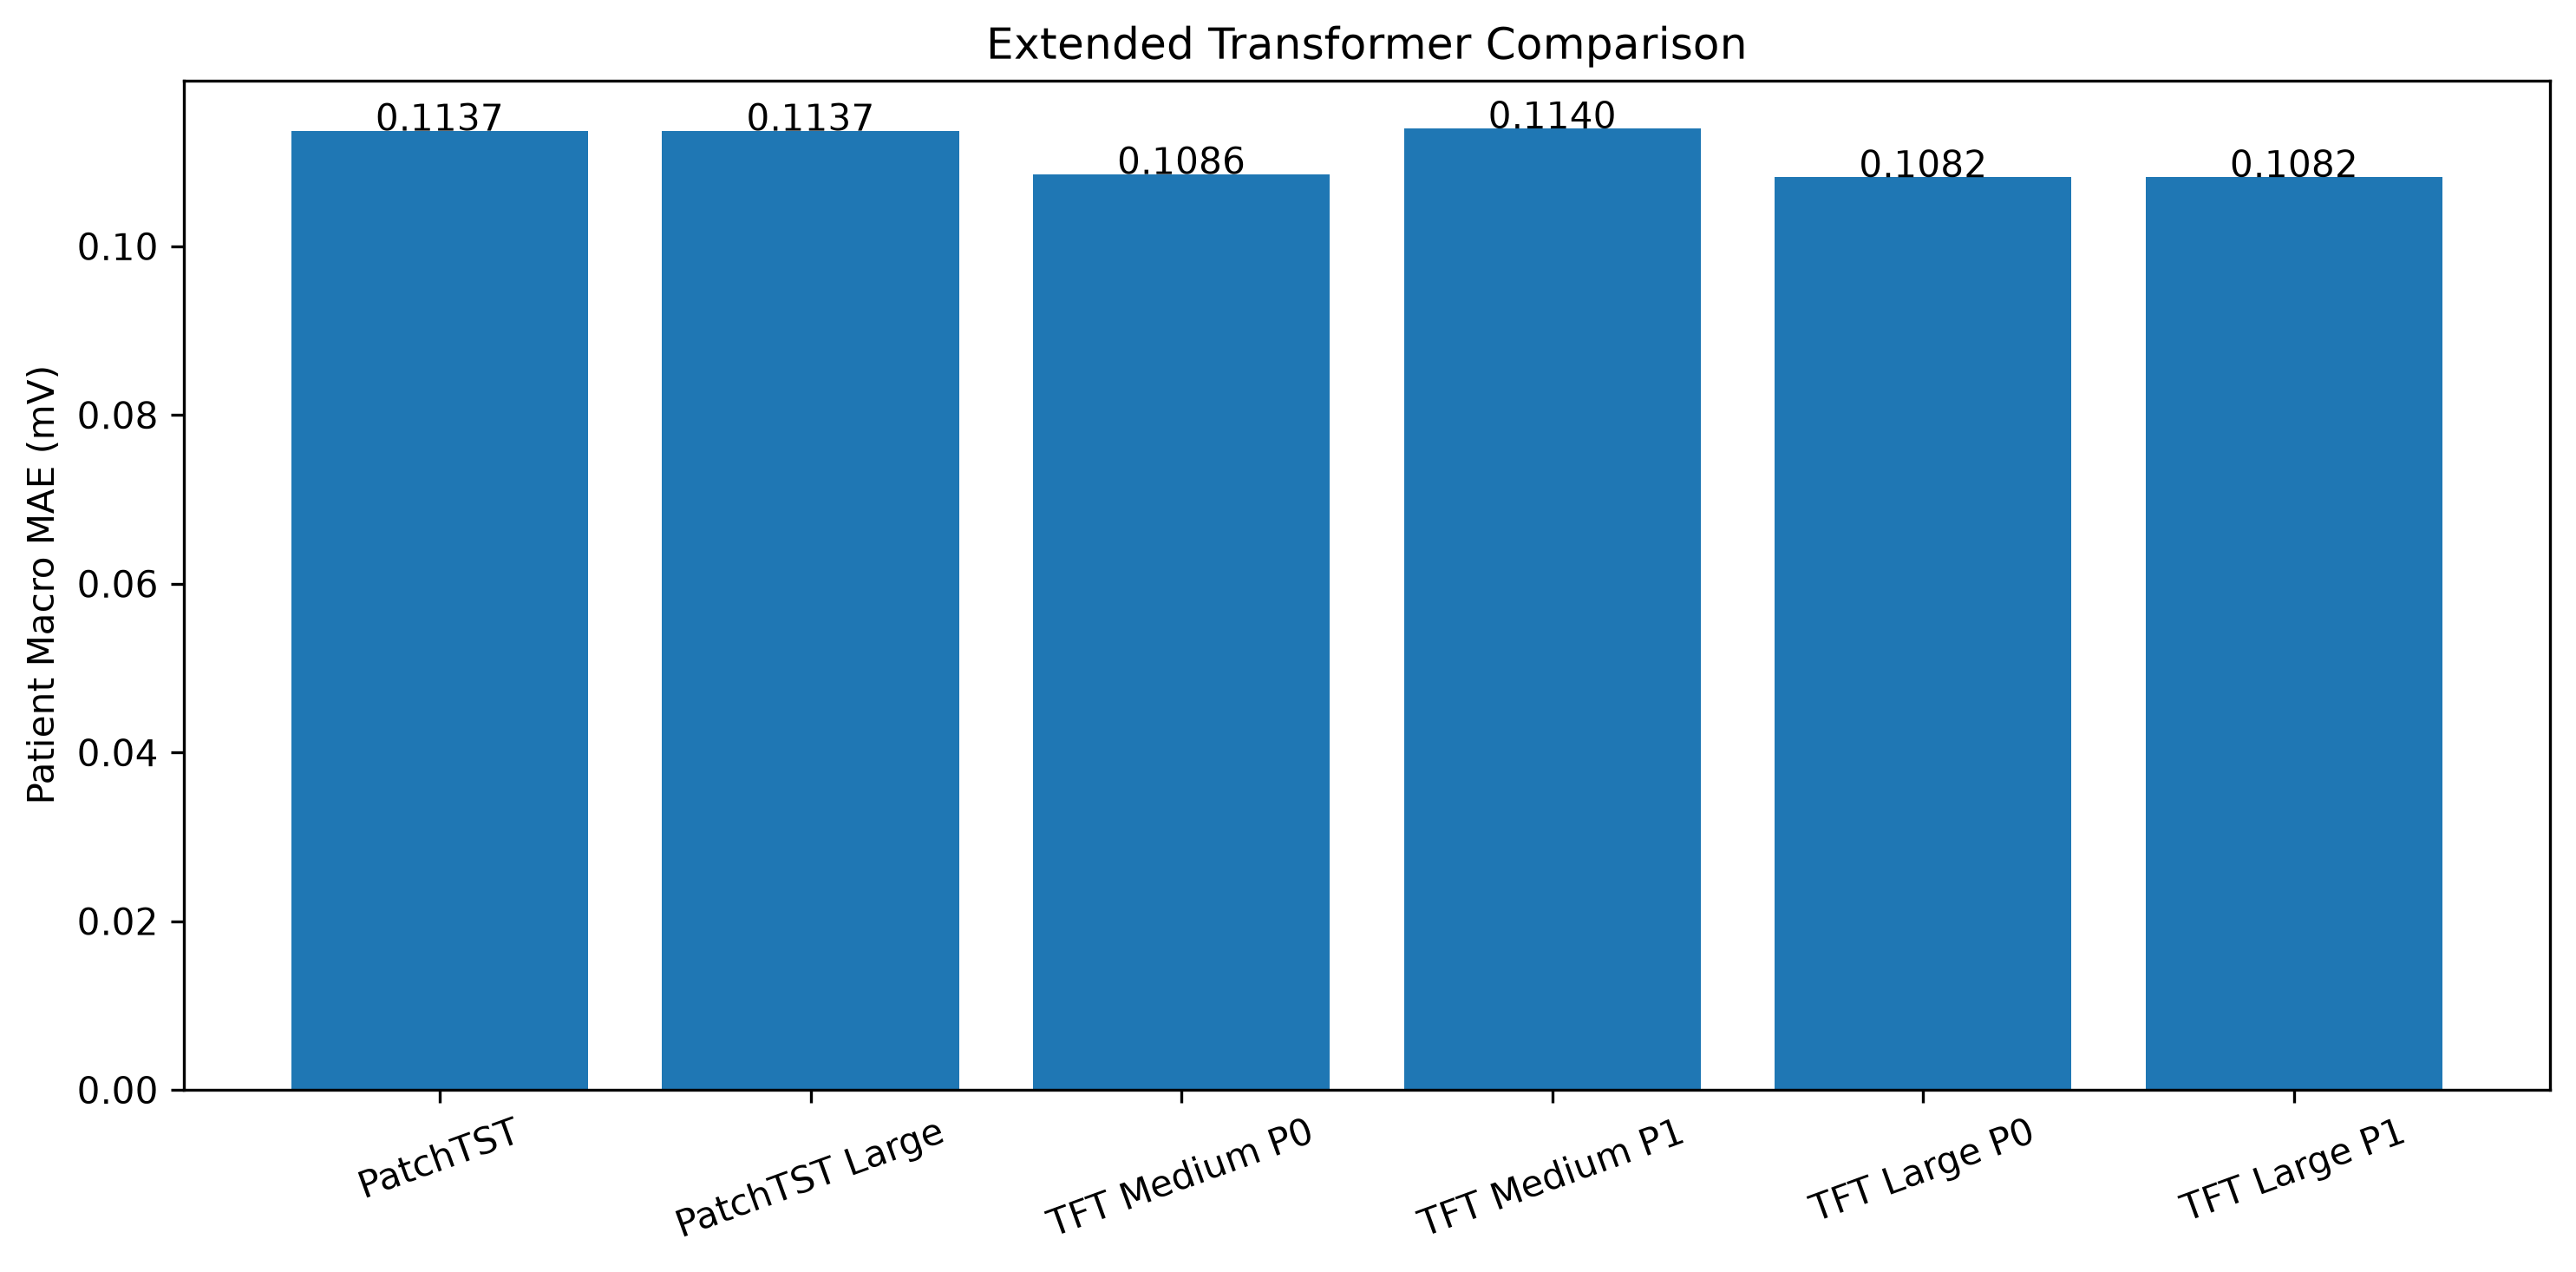 Extended Transformer Comparison
Patient Macro MAE (mV)
0.10
0.08
0.06
0.04
0.02
0.00
0.1137
0.1137
0.1086
0.1140
0.1082
0.1082
PatchTST
PatchTST Large
TFT Medium P0
TFT Medium P1
TFT Large P0
TFT Large P1